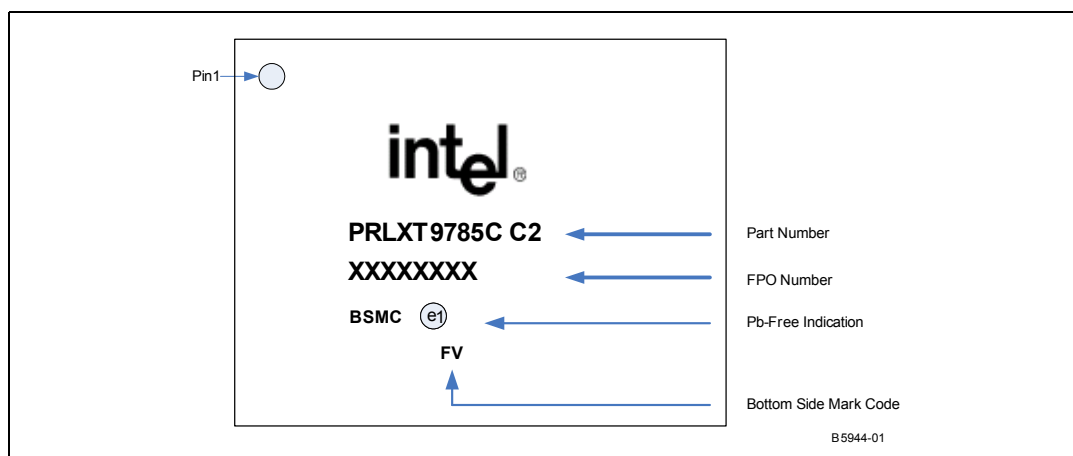 Pin1
intel®
PRLXT9785C C2
Part Number
XXXXXXXX
FPO Number
BSMC e1
Pb-Free Indication
FV
Bottom Side Mark Code
B5944-01